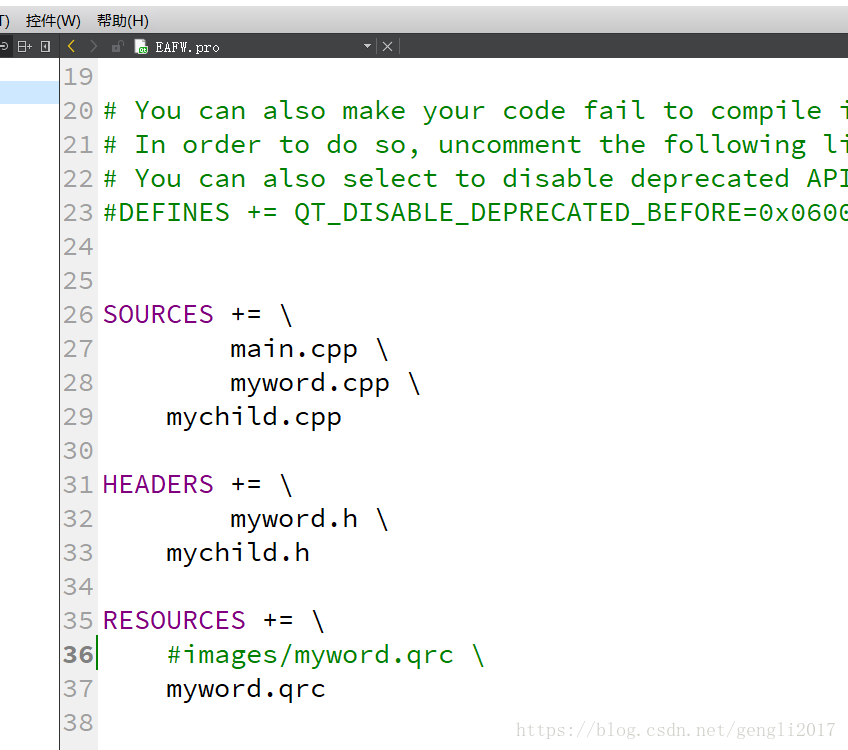 T) 控件(W) 帮助(H)
EAFW.pro
19
20 # You can also make your code fail to compile i
21 # In order to do so, uncomment the following li
22 # You can also select to disable deprecated API
23 #DEFINES += QT_DISABLE_DEPRECATED_BEFORE=0x0600
24
25
26 SOURCES += \
27 main.cpp \
28 myword.cpp \
29 mychild.cpp
30
31 HEADERS += \
32 myword.h \
33 mychild.h
34
35 RESOURCES += \
36 #images/myword.qrc \
37 myword.qrc
38
https://blog.csdn.net/gengli2017